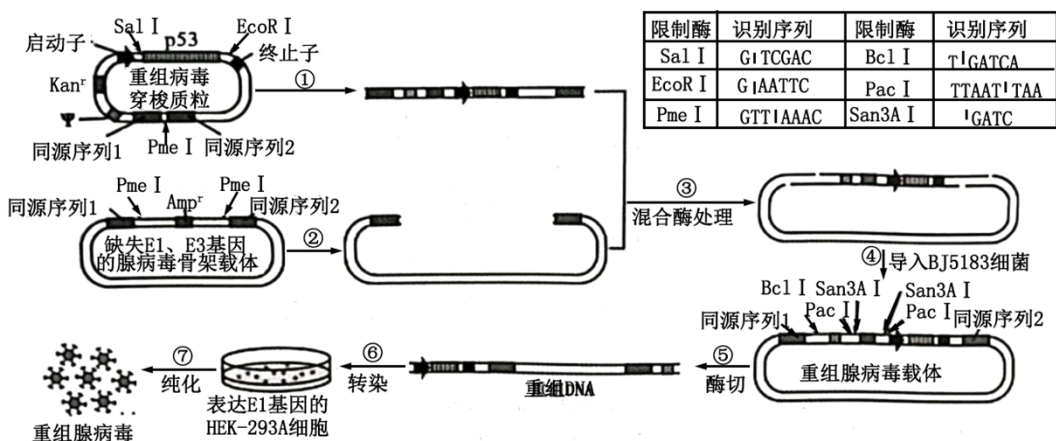 Sal I
p53
EcoR I
启动子
终止子
Kanʳ
重组病毒
穿梭质粒
Ψ
同源序列1
Pme I
同源序列2
①
限制酶 识别序列 限制酶 识别序列
Sal I G↓TCGAC Bcl I T↓GATCA
EcoR I G↓AATTC Pac I TTAAT↓TAA
Pme I GTTT↓AAAC San3A I ↓GATC
Pme I
Pme I
同源序列1
Ampʳ
同源序列2
缺失E1、E3基因
的腺病毒骨架载体
②
③
混合酶处理
④
导入BJ5183细菌
Bcl I
San3A I
San3A I
Pac I
Pac I
同源序列1
同源序列2
重组腺病毒载体
⑤
酶切
重组DNA
⑥
转染
表达E1基因的
HEK-293A细胞
⑦
纯化
重组腺病毒